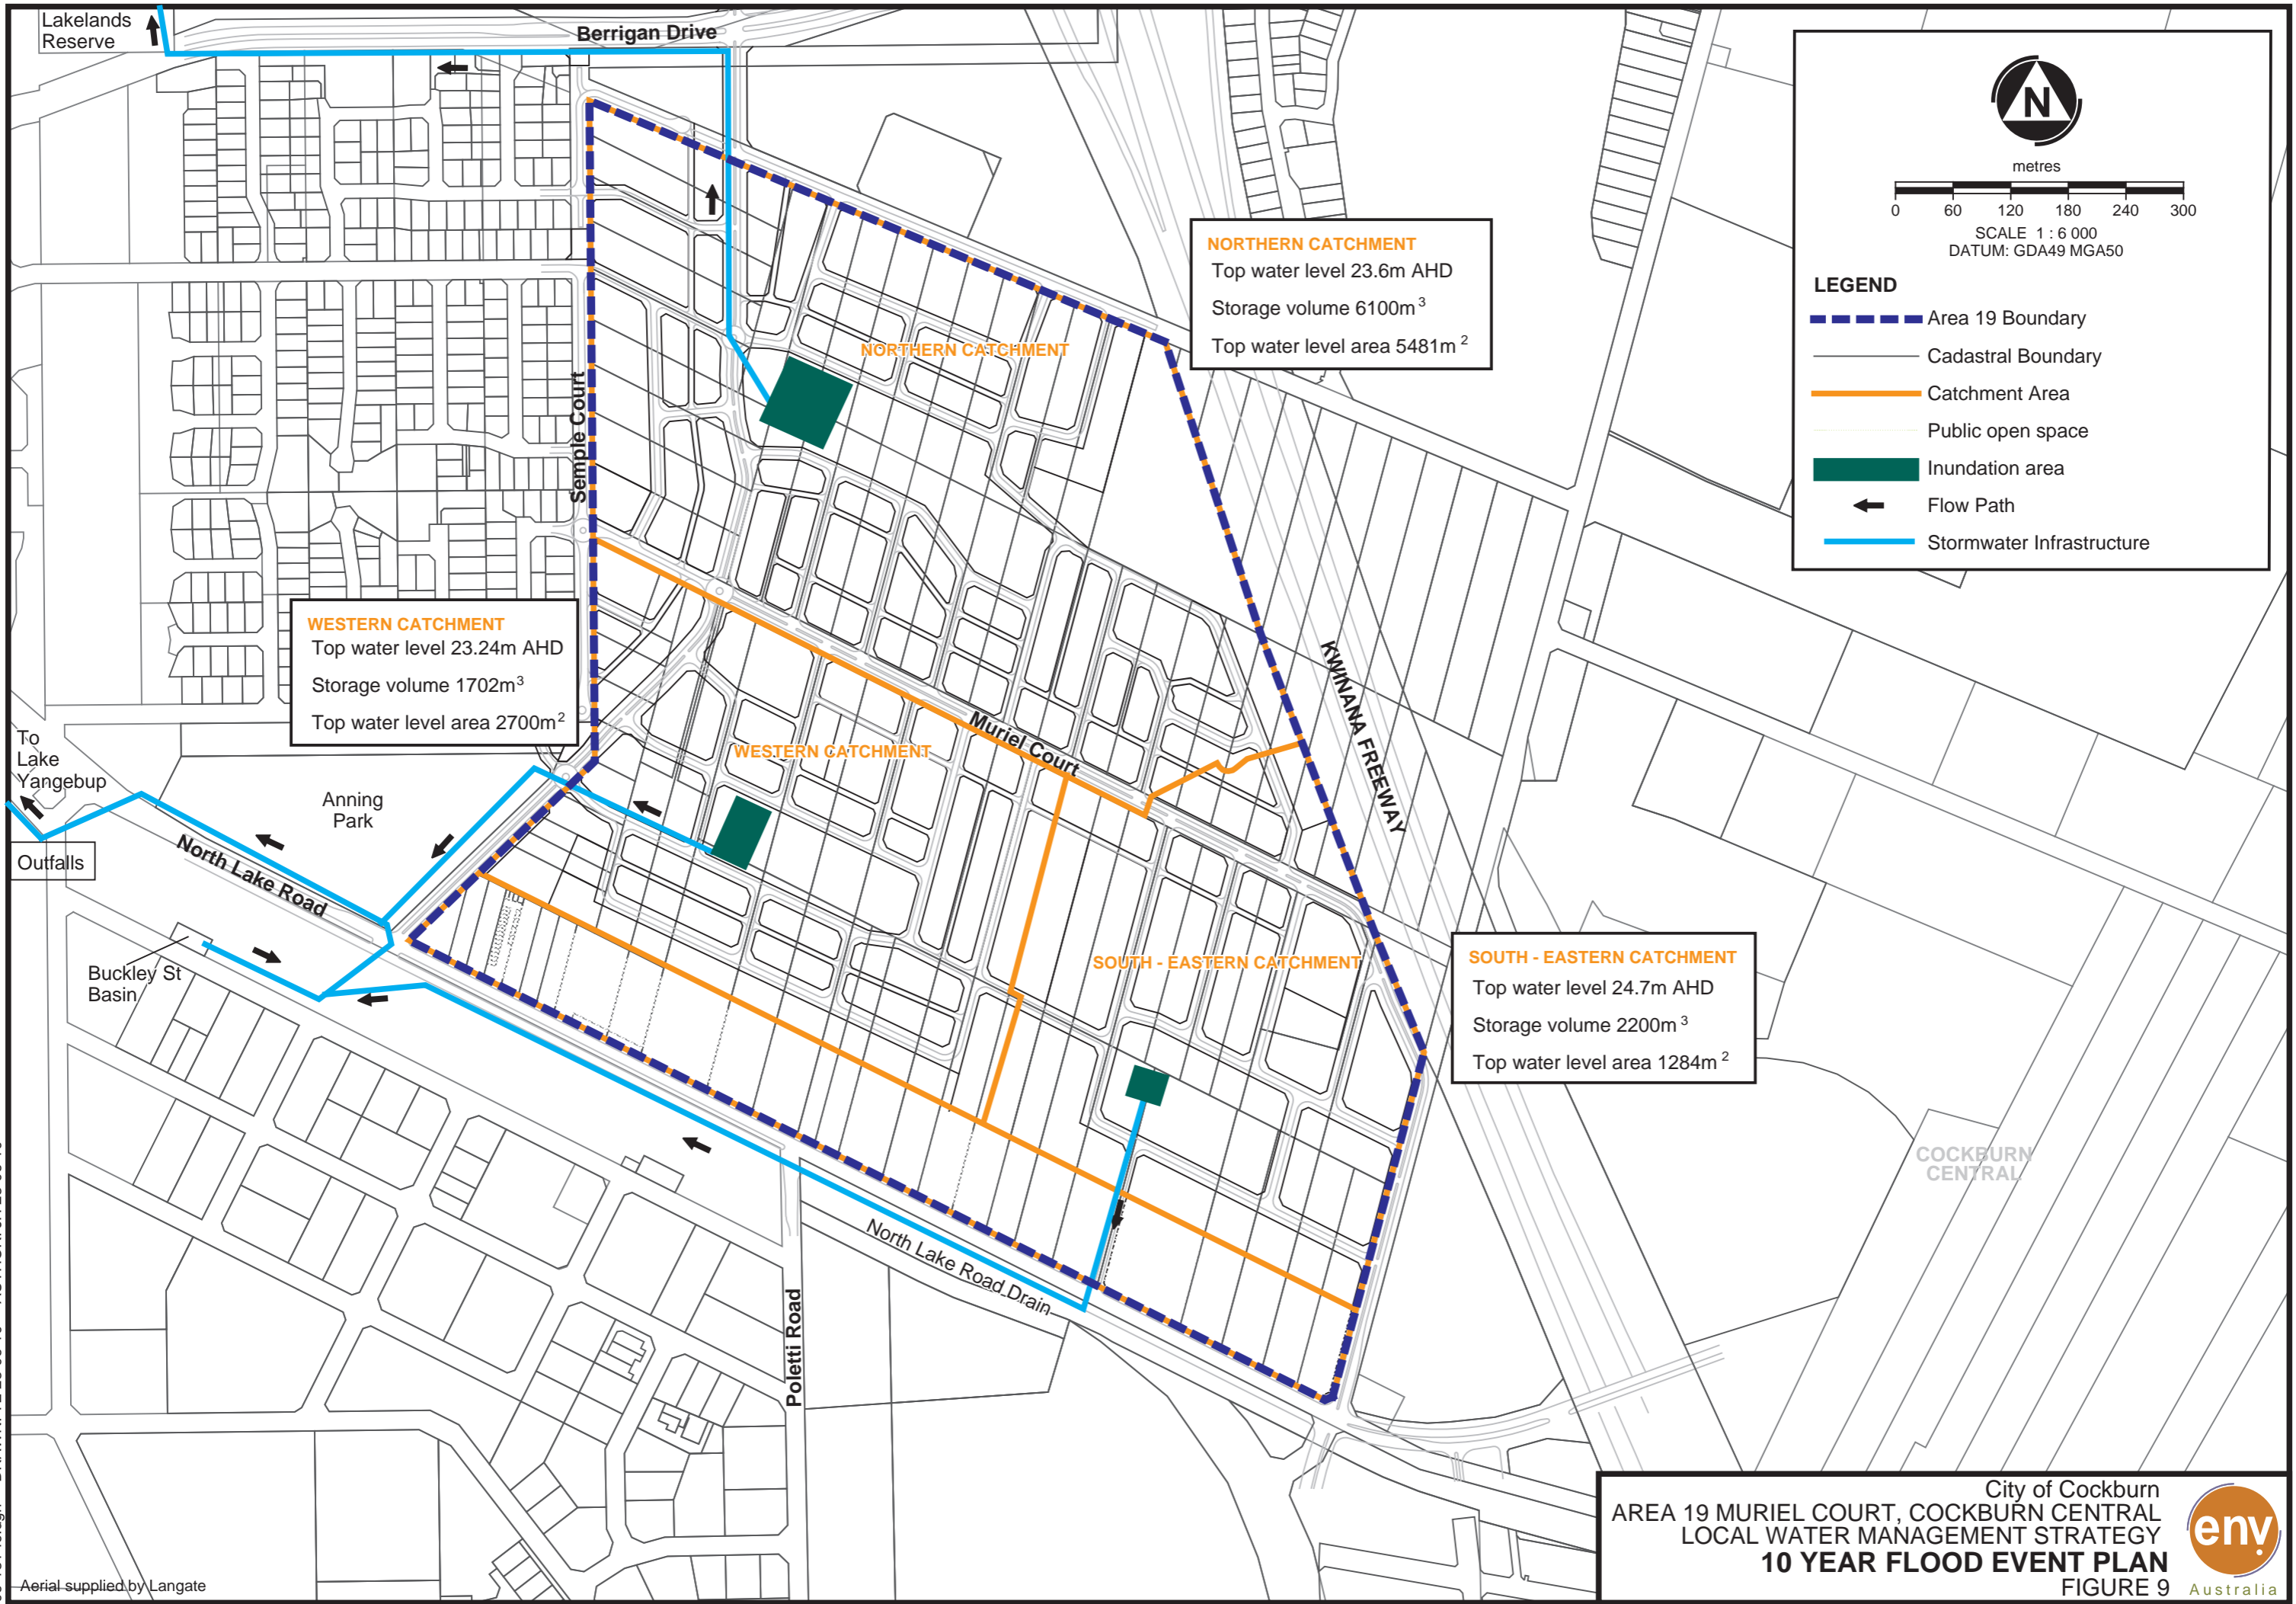 Lakelands
Reserve
Berrigan Drive
N
metres
0 60 120 180 240 300
SCALE 1 : 6 000
DATUM: GDA49 MGA50
LEGEND
Area 19 Boundary
Cadastral Boundary
Catchment Area
Public open space
Inundation area
Flow Path
Stormwater Infrastructure
NORTHERN CATCHMENT
Top water level 23.6m AHD
Storage volume 6100m³
Top water level area 5481m²
NORTHERN CATCHMENT
Semple Court
WESTERN CATCHMENT
Top water level 23.24m AHD
Storage volume 1702m³
Top water level area 2700m²
KWINANA FREEWAY
Muriel Court
WESTERN CATCHMENT
To
Lake
Yangebup
Anning
Park
Outfalls
North Lake Road
Buckley St
Basin
SOUTH - EASTERN CATCHMENT
SOUTH - EASTERN CATCHMENT
Top water level 24.7m AHD
Storage volume 2200m³
Top water level area 1284m²
COCKBURN
CENTRAL
North Lake Road Drain
Poletti Road
City of Cockburn
AREA 19 MURIEL COURT, COCKBURN CENTRAL
LOCAL WATER MANAGEMENT STRATEGY
10 YEAR FLOOD EVENT PLAN
FIGURE 9
env
Australia
Aerial supplied by Langate